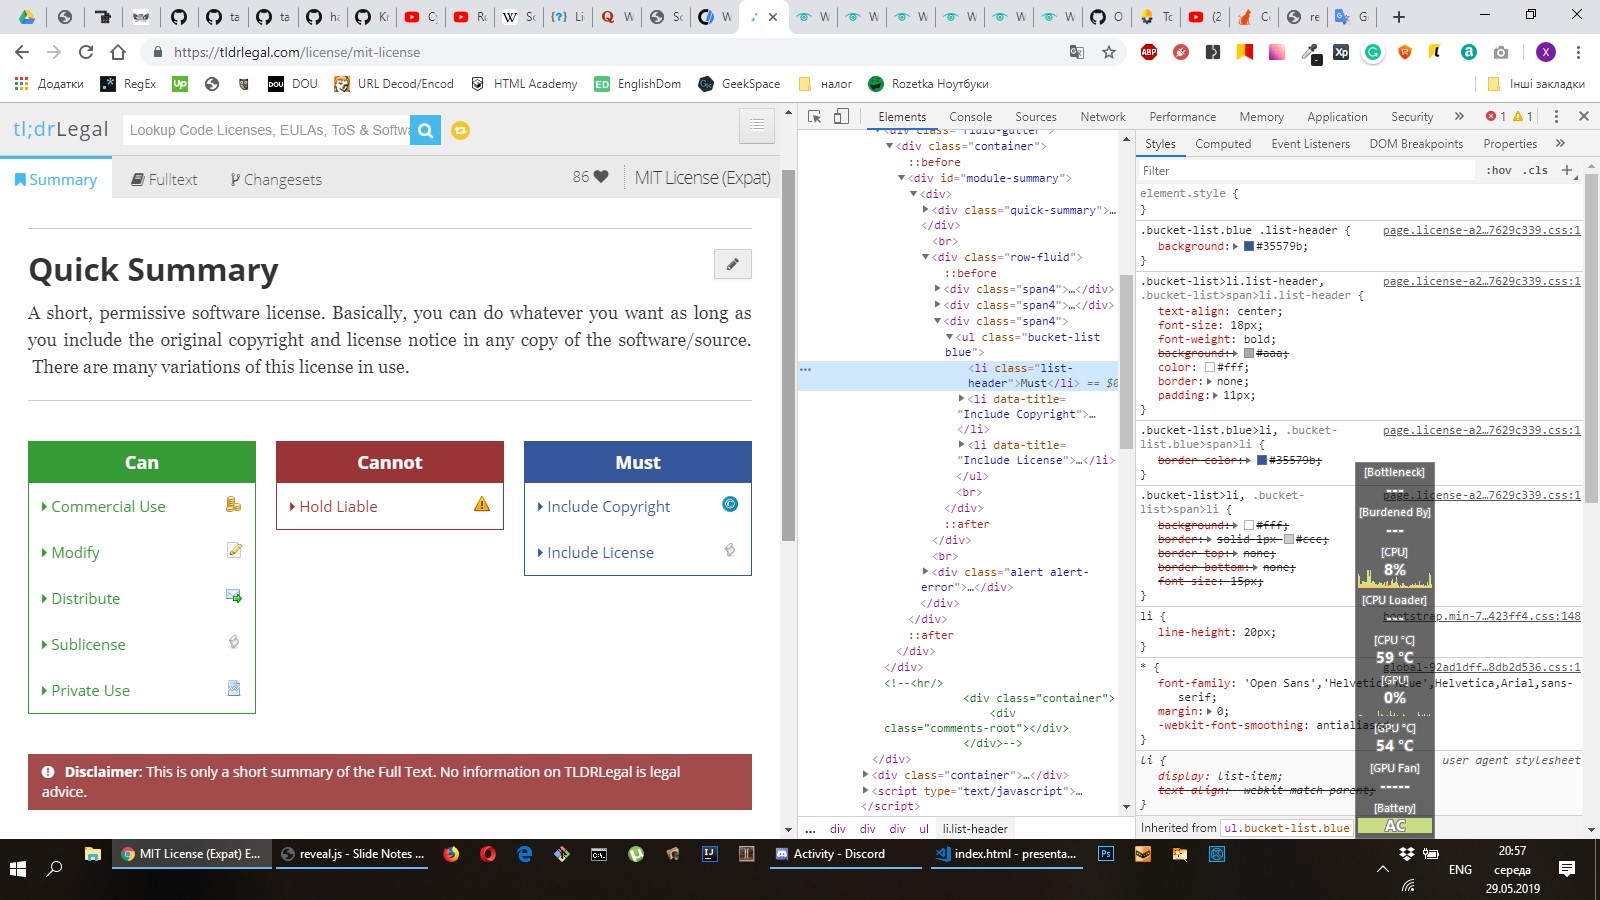 ta
ta
ha
https://tldrlegal.com/license/mit-license
Додатки
RegEx
DOU
URL Decod/Encod
HTML Academy
EnglishDom
GeekSpace
налог
Rozetka Ноутбуки
Інші закладки
tl;drLegal
Lookup Code Licenses, EULAs, ToS & Softwa
Summary
Fulltext
Changesets
86
MIT License (Expat)
Quick Summary
A short, permissive software license. Basically, you can do whatever you want as long as
you include the original copyright and license notice in any copy of the software/source.
There are many variations of this license in use.
Can
Commercial Use
Modify
Distribute
Sublicense
Private Use
Cannot
Hold Liable
Must
Include Copyright
Include License
Disclaimer: This is only a short summary of the Full Text. No information on TLDRLegal is legal
advice.
Elements
Console
Sources
Network
Performance
Memory
Application
Security
1
1
<div class="fluid-gutter">
<div class="container">
::before
<div id="module-summary">
<div>
<div class="quick-summary">…
</div>
<br>
<div class="row-fluid">
::before
<div class="span4">…</div>
<div class="span4">…</div>
<div class="span4">
<ul class="bucket-list
blue">
<li class="list-
header">Must</li> == $0
<li data-title=
"Include Copyright">…
</li>
<li data-title=
"Include License">…</li>
</ul>
<br>
</div>
::after
</div>
<br>
<div class="alert alert-
error">…</div>
</div>
</div>
::after
</div>
</div>
<!--<hr/>
<div class="container">
<div
class="comments-root"></div>
</div>-->
</div>
<div class="container">…</div>
<script type="text/javascript">…
</script>
... div div div ul li.list-header
Styles
Computed
Event Listeners
DOM Breakpoints
Properties
Filter
:hov
.cls
element.style {
}
.bucket-list.blue .list-header {
page.license-a2…7629c339.css:1
background: #35579b;
}
.bucket-list>li.list-header,
page.license-a2…7629c339.css:1
.bucket-list>span>li.list-header {
text-align: center;
font-size: 18px;
font-weight: bold;
background: #aaa;
color: #fff;
border: none;
padding: 11px;
}
.bucket-list.blue>li, .bucket-
page.license-a2…7629c339.css:1
list.blue>span>li {
border-color: #35579b;
}
.bucket-list>li, .bucket-
page.license-a2…7629c339.css:1
list>span>li {
background: #fff;
border: solid 1px #ccc;
border-top: none;
border-bottom: none;
font-size: 15px;
}
li {
bootstrap.min-7…423ff4.css:148
line-height: 20px;
}
* {
global-92ad1dff…8db2d536.css:1
font-family: 'Open Sans','Helvetica Neue',Helvetica,Arial,sans-
serif;
margin: 0;
-webkit-font-smoothing: antialiased;
}
li {
user agent stylesheet
display: list-item;
text-align: -webkit-match-parent;
}
Inherited from ul.bucket-list.blue
[Bottleneck]
---
[Burdened By]
---
[CPU]
8%
[CPU Loader]
---
[CPU °C]
59 °C
[GPU]
0%
[GPU °C]
54 °C
[GPU Fan]
-----
[Battery]
AC
MIT License (Expat) E...
reveal.js - Slide Notes ...
Activity - Discord
index.html - presenta...
ENG
20:57
середа
29.05.2019